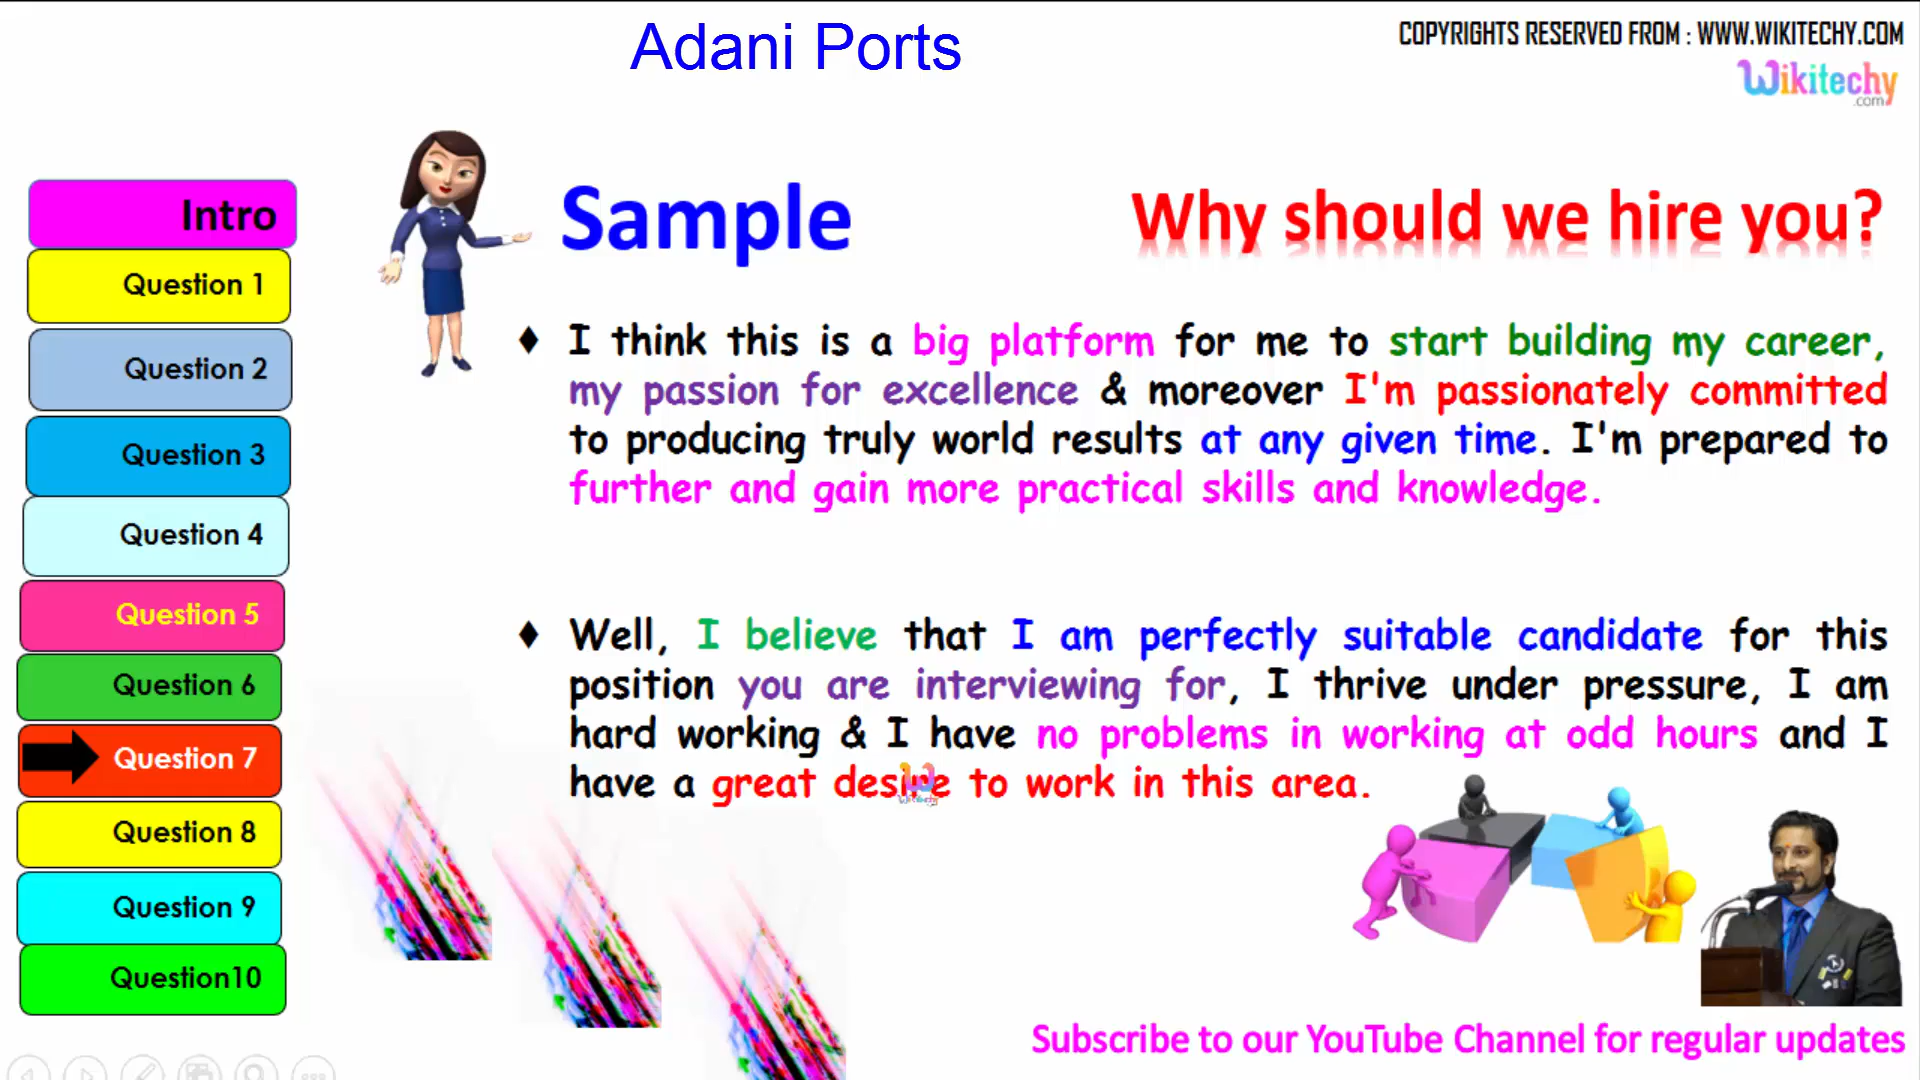 Adani Ports
COPYRIGHTS RESERVED FROM : WWW.WIKITECHY.COM
Wikitechy
.com
Intro
Question 1
Question 2
Question 3
Question 4
Question 5
Question 6
Question 7
Question 8
Question 9
Question10
Sample
Why should we hire you?
♦ I think this is a big platform for me to start building my career,
my passion for excellence & moreover I'm passionately committed
to producing truly world results at any given time. I'm prepared to
further and gain more practical skills and knowledge.
♦ Well, I believe that I am perfectly suitable candidate for this
position you are interviewing for, I thrive under pressure, I am
hard working & I have no problems in working at odd hours and I
have a great desire to work in this area.
Wikitechy
Subscribe to our YouTube Channel for regular updates